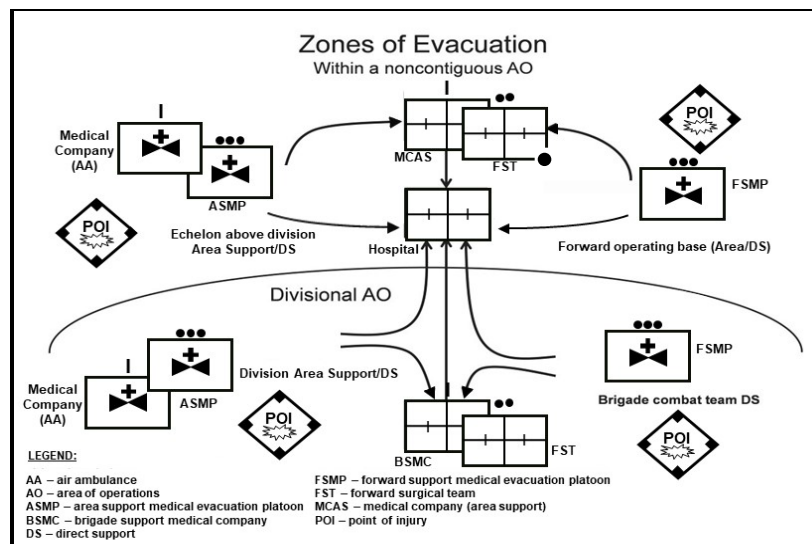 Zones of Evacuation
Within a noncontiguous AO
Medical
Company
(AA)
ASMP
MCAS
FST
POI
FSMP
POI
Echelon above division
Area Support/DS
Hospital
Forward operating base (Area/DS)
Divisional AO
Medical
Company
(AA)
ASMP
Division Area Support/DS
FSMP
Brigade combat team DS
POI
BSMC
FST
POI
LEGEND:
AA – air ambulance
AO – area of operations
ASMP – area support medical evacuation platoon
BSMC – brigade support medical company
DS – direct support
FSMP – forward support medical evacuation platoon
FST – forward surgical team
MCAS – medical company (area support)
POI – point of injury